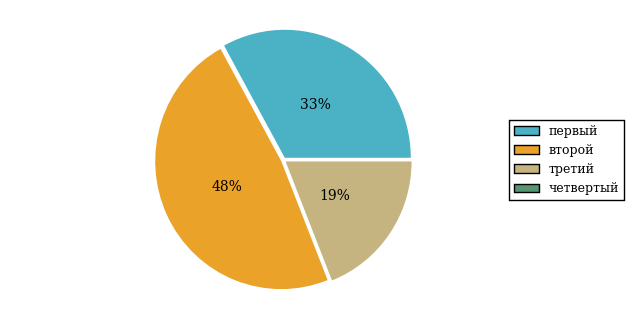 33%
48%
19%
первый
второй
третий
четвертый